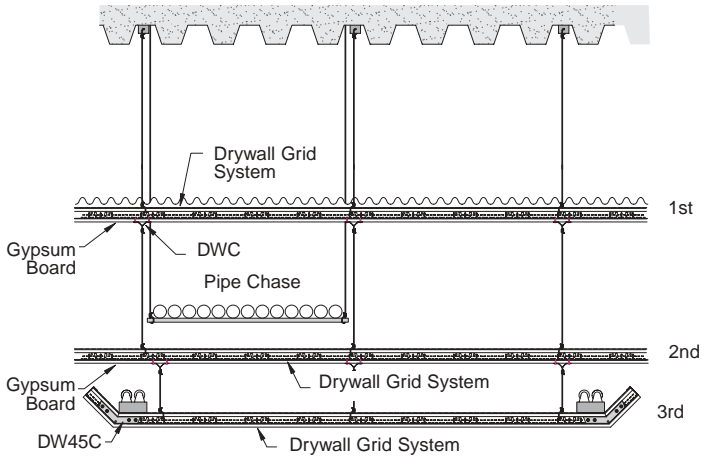 Drywall Grid
System
1st
Gypsum
Board
DWC
Pipe Chase
2nd
Gypsum
Board
Drywall Grid System
3rd
DW45C
Drywall Grid System